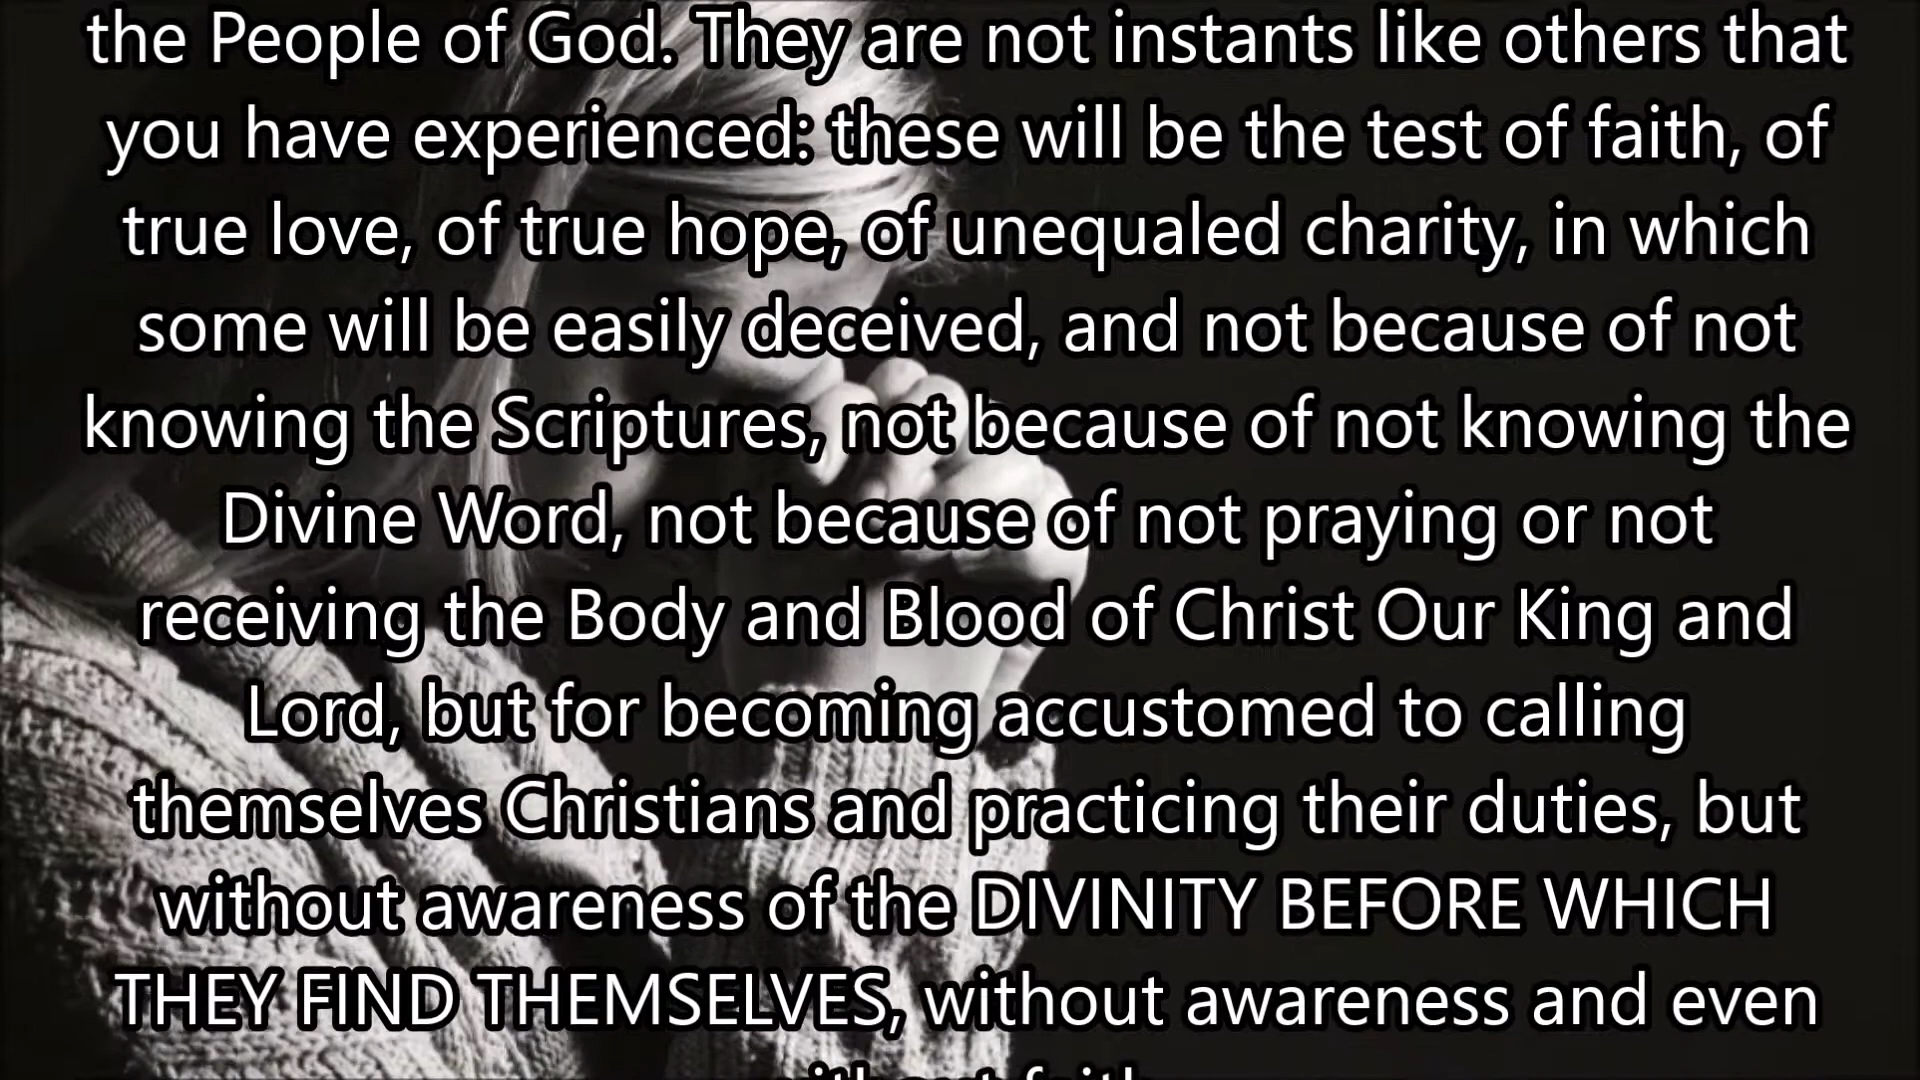 the People of God. They are not instants like others that
you have experienced: these will be the test of faith, of
true love, of true hope, of unequaled charity, in which
some will be easily deceived, and not because of not
knowing the Scriptures, not because of not knowing the
Divine Word, not because of not praying or not
receiving the Body and Blood of Christ Our King and
Lord, but for becoming accustomed to calling
themselves Christians and practicing their duties, but
without awareness of the DIVINITY BEFORE WHICH
THEY FIND THEMSELVES, without awareness and even
without faith